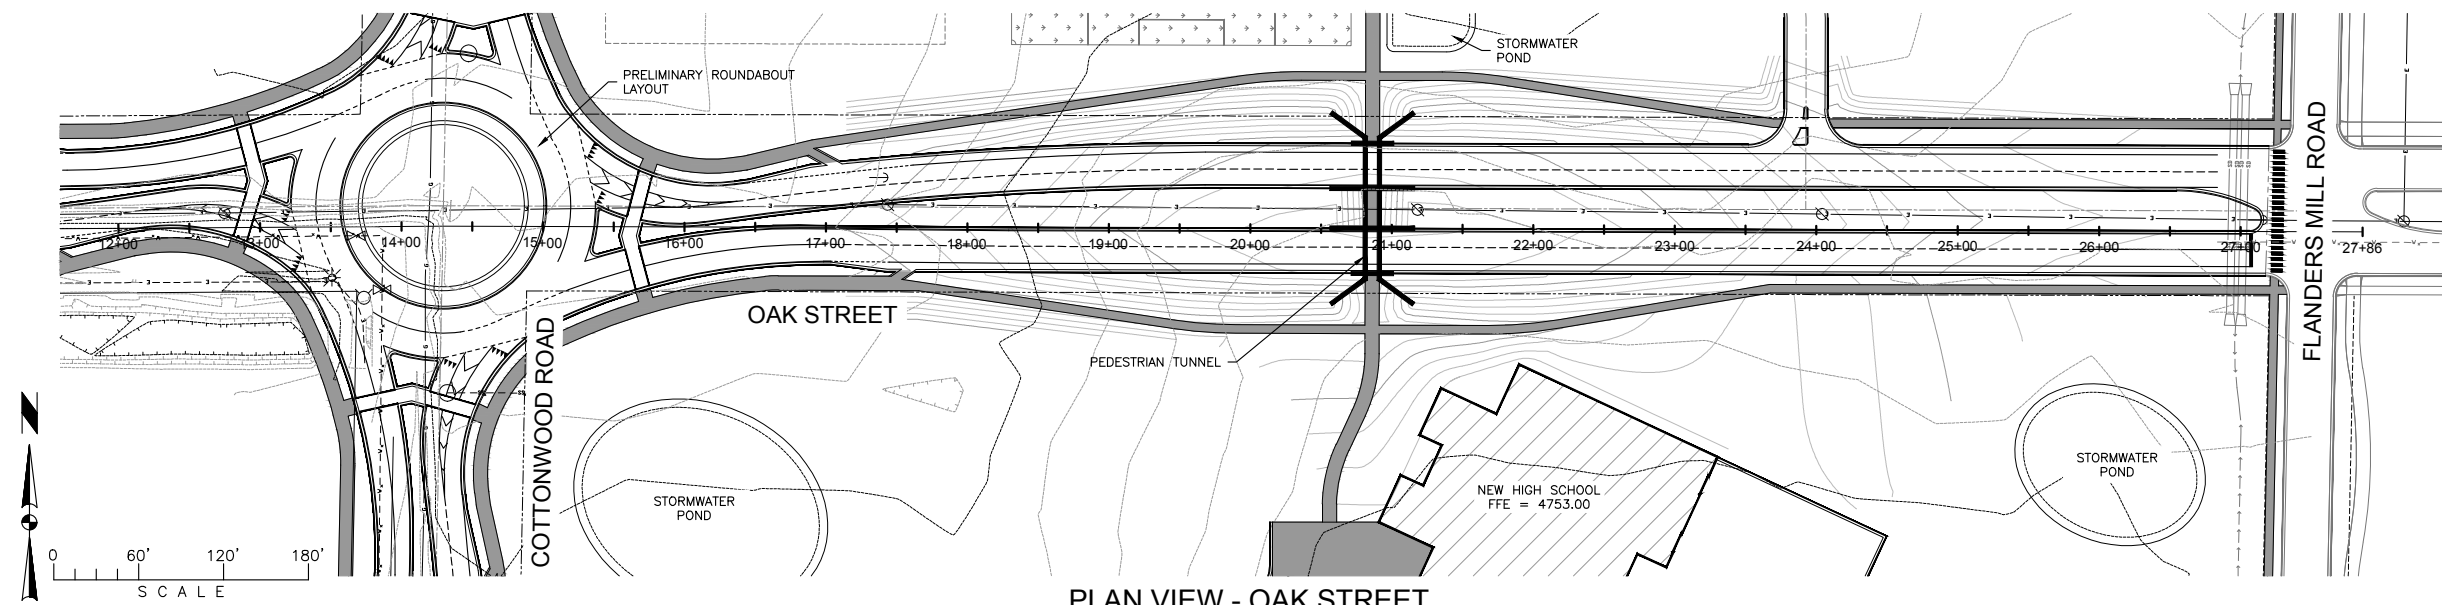 STORMWATER
POND
PRELIMINARY ROUNDABOUT
LAYOUT
FLANDERS MILL ROAD
12+00
13+00
14+00
15+00
16+00
17+00
18+00
19+00
20+00
21+00
22+00
23+00
24+00
25+00
26+00
27+00
27+86
OAK STREET
COTTONWOOD ROAD
PEDESTRIAN TUNNEL
N
STORMWATER
POND
NEW HIGH SCHOOL
FFE = 4753.00
STORMWATER
POND
0 60' 120' 180'
SCALE
PLAN VIEW - OAK STREET